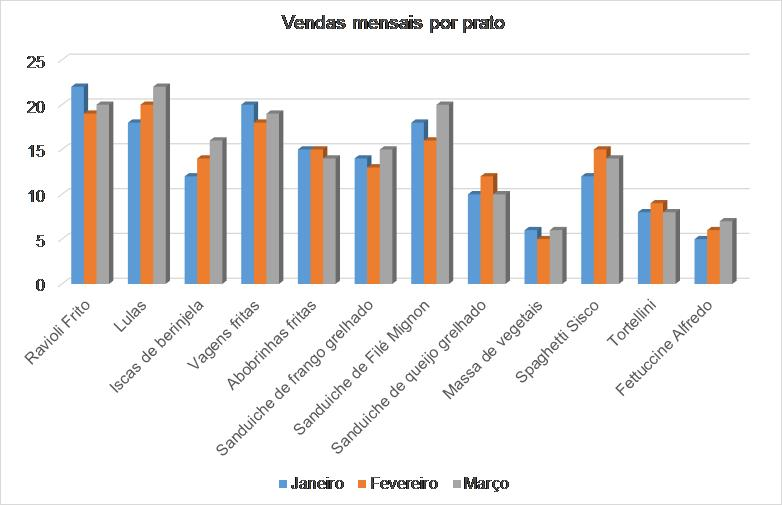 Vendas mensais por prato
25
20
15
10
5
0
Ravioli Frito
Lulas
Iscas de berinjela
Vagens fritas
Abobrinhas fritas
Sanduiche de frango grelhado
Sanduiche de Filé Mignon
Sanduiche de queijo grelhado
Massa de vegetais
Spaghetti Sisco
Tortellini
Fettuccine Alfredo
Janeiro Fevereiro Março